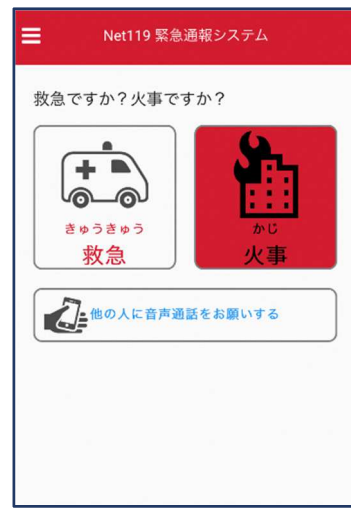 Net119 緊急通報システム
救急ですか？火事ですか？
きゅうきゅう
救急
かじ
火事
他の人に音声通話をお願いする